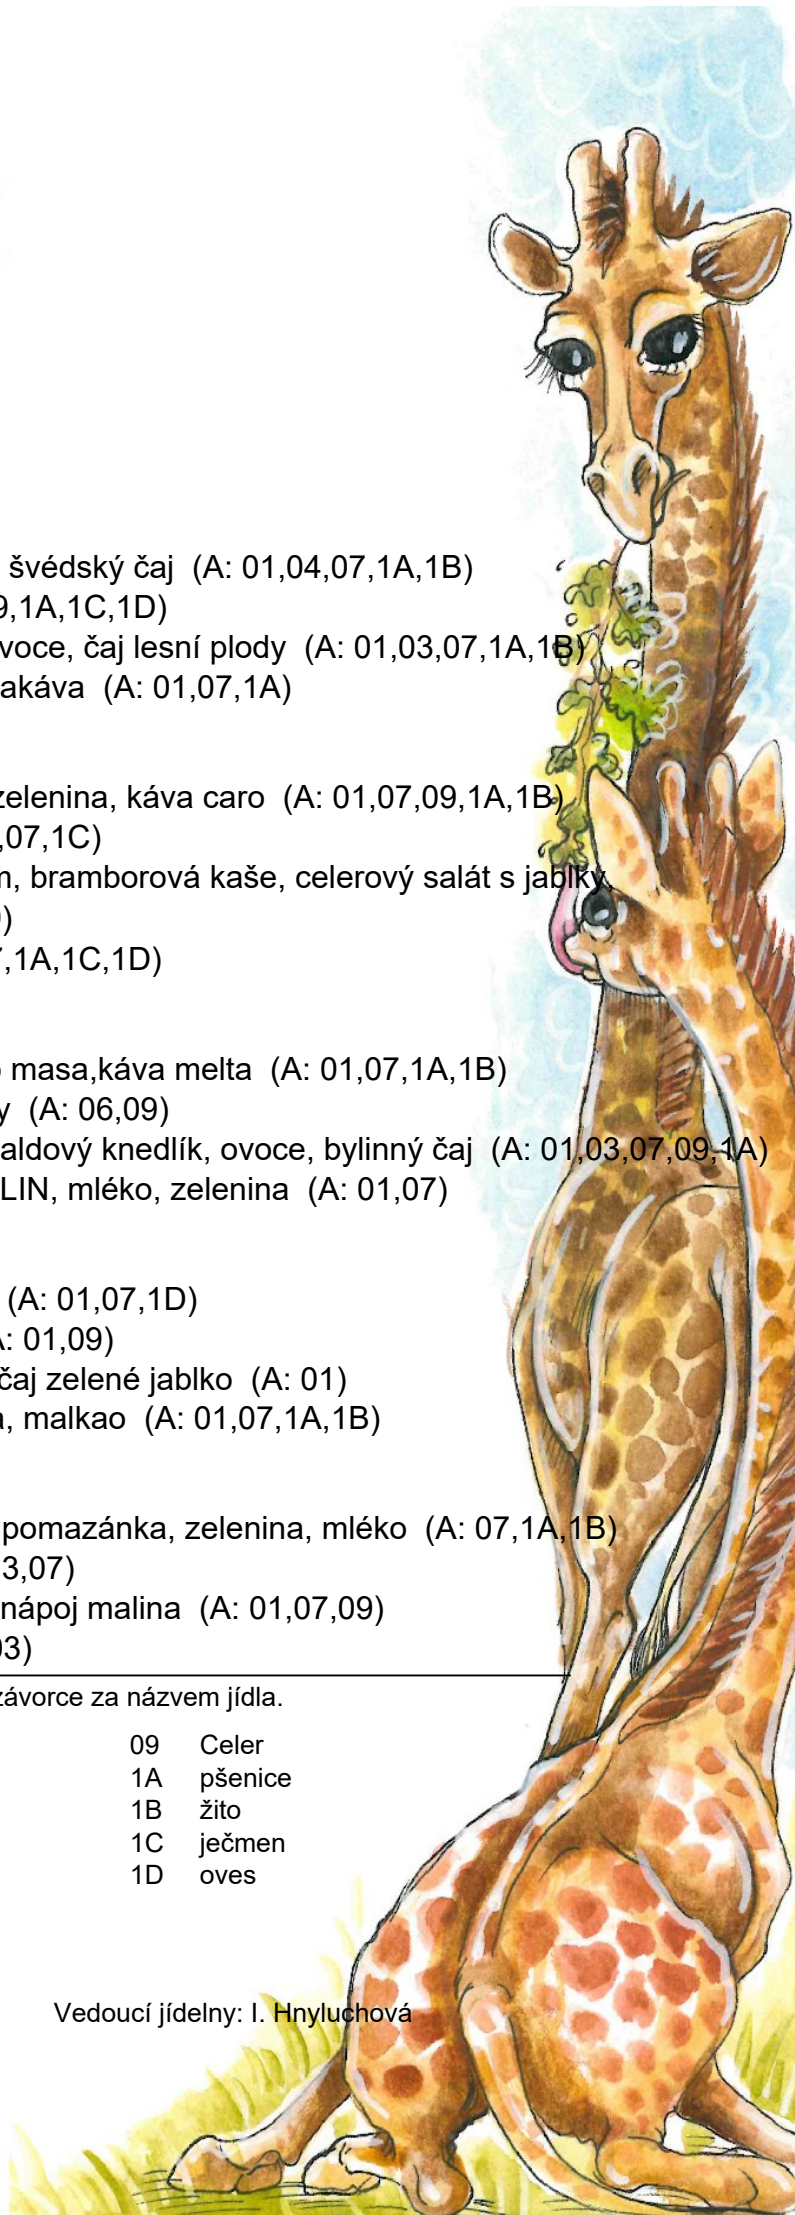 švédský čaj (A: 01,04,07,1A,1B)
9,1A,1C,1D)
voce, čaj lesní plody (A: 01,03,07,1A,1B)
akáva (A: 01,07,1A)
zelenina, káva caro (A: 01,07,09,1A,1B)
,07,1C)
n, bramborová kaše, celerový salát s jablky,
)
7,1A,1C,1D)
masa,káva melta (A: 01,07,1A,1B)
y (A: 06,09)
aldový knedlík, ovoce, bylinný čaj (A: 01,03,07,09,1A)
LIN, mléko, zelenina (A: 01,07)
(A: 01,07,1D)
A: 01,09)
čaj zelené jablko (A: 01)
a, malkao (A: 01,07,1A,1B)
pomazánka, zelenina, mléko (A: 07,1A,1B)
3,07)
nápoj malina (A: 01,07,09)
03)
závorce za názvem jídla.
09 Celer
1A pšenice
1B žito
1C ječmen
1D oves
Vedoucí jídelny: I. Hnyluchová